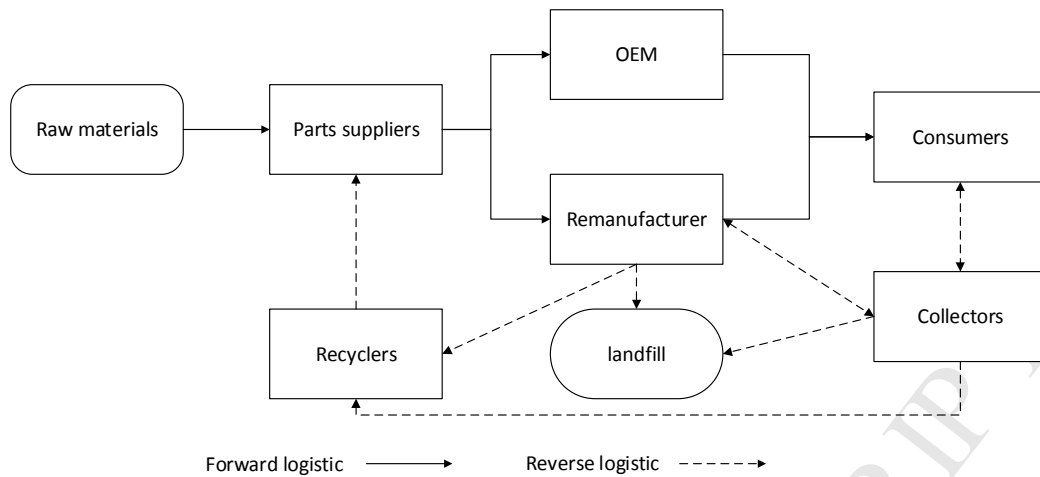 OEM
Raw materials
Parts suppliers
Consumers
Remanufacturer
Collectors
Recyclers
landfill
Forward logistic
Reverse logistic